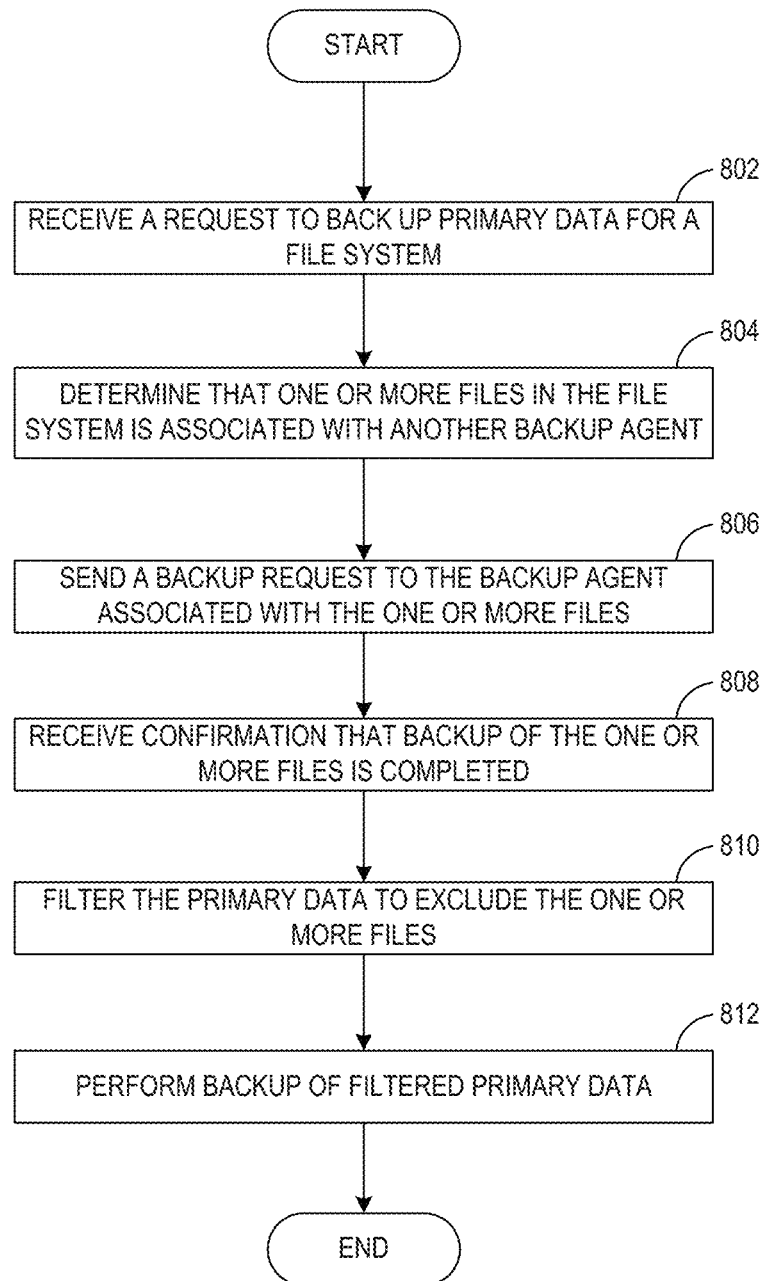 START
802
RECEIVE A REQUEST TO BACK UP PRIMARY DATA FOR A
FILE SYSTEM
804
DETERMINE THAT ONE OR MORE FILES IN THE FILE
SYSTEM IS ASSOCIATED WITH ANOTHER BACKUP AGENT
806
SEND A BACKUP REQUEST TO THE BACKUP AGENT
ASSOCIATED WITH THE ONE OR MORE FILES
808
RECEIVE CONFIRMATION THAT BACKUP OF THE ONE OR
MORE FILES IS COMPLETED
810
FILTER THE PRIMARY DATA TO EXCLUDE THE ONE OR
MORE FILES
812
PERFORM BACKUP OF FILTERED PRIMARY DATA
END